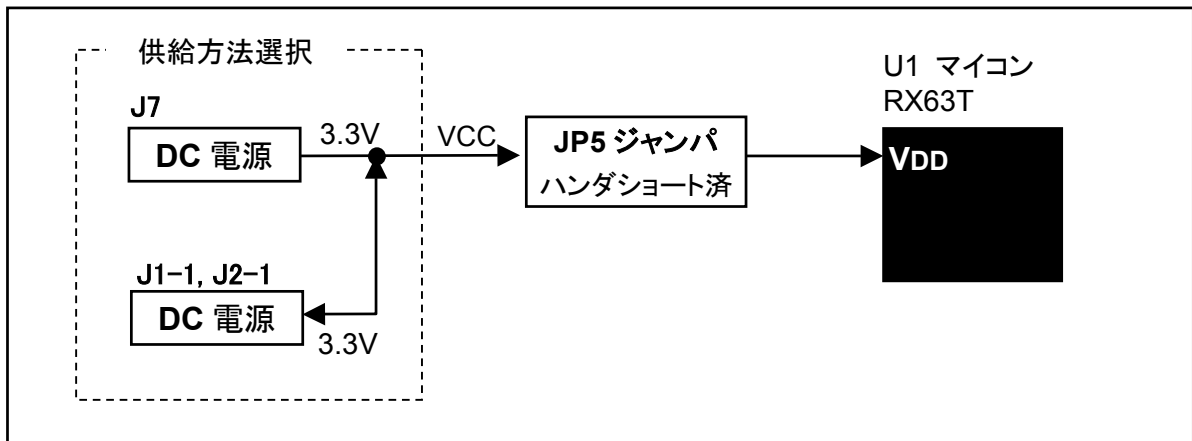 供給方法選択
J7
DC 電源
3.3V
VCC
JP5 ジャンパ
ハンダショート済
U1 マイコン
RX63T
VDD
J1-1, J2-1
DC 電源
3.3V